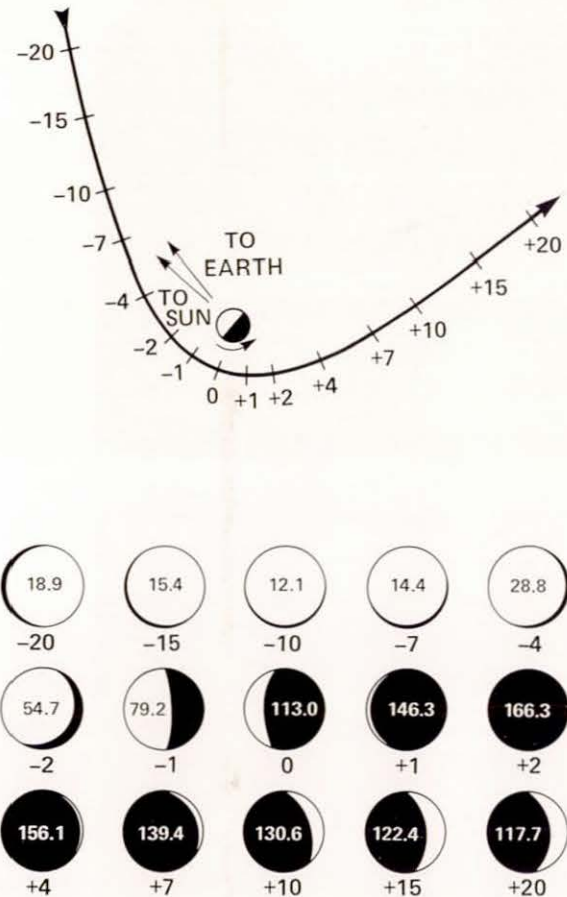 −20
−15
−10
−7
TO
EARTH
+20
−4
TO
SUN
+15
−2
+10
−1
+7
0 +1 +2 +4
18.9 15.4 12.1 14.4 28.8
−20 −15 −10 −7 −4
54.7 79.2 113.0 146.3 166.3
−2 −1 0 +1 +2
156.1 139.4 130.6 122.4 117.7
+4 +7 +10 +15 +20